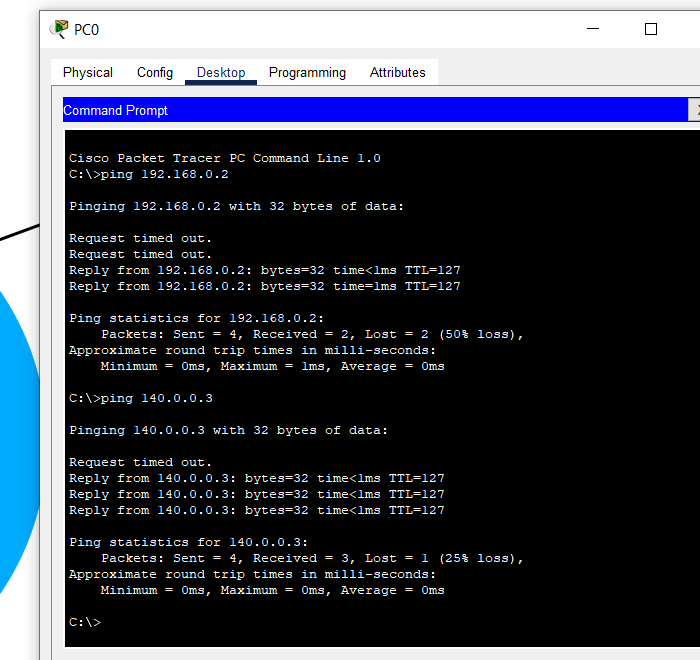 PC0
Physical Config Desktop Programming Attributes
Command Prompt
Cisco Packet Tracer PC Command Line 1.0
C:\>ping 192.168.0.2
Pinging 192.168.0.2 with 32 bytes of data:
Request timed out.
Request timed out.
Reply from 192.168.0.2: bytes=32 time<1ms TTL=127
Reply from 192.168.0.2: bytes=32 time=1ms TTL=127
Ping statistics for 192.168.0.2:
    Packets: Sent = 4, Received = 2, Lost = 2 (50% loss),
Approximate round trip times in milli-seconds:
    Minimum = 0ms, Maximum = 1ms, Average = 0ms
C:\>ping 140.0.0.3
Pinging 140.0.0.3 with 32 bytes of data:
Request timed out.
Reply from 140.0.0.3: bytes=32 time<1ms TTL=127
Reply from 140.0.0.3: bytes=32 time<1ms TTL=127
Reply from 140.0.0.3: bytes=32 time<1ms TTL=127
Ping statistics for 140.0.0.3:
    Packets: Sent = 4, Received = 3, Lost = 1 (25% loss),
Approximate round trip times in milli-seconds:
    Minimum = 0ms, Maximum = 0ms, Average = 0ms
C:\>